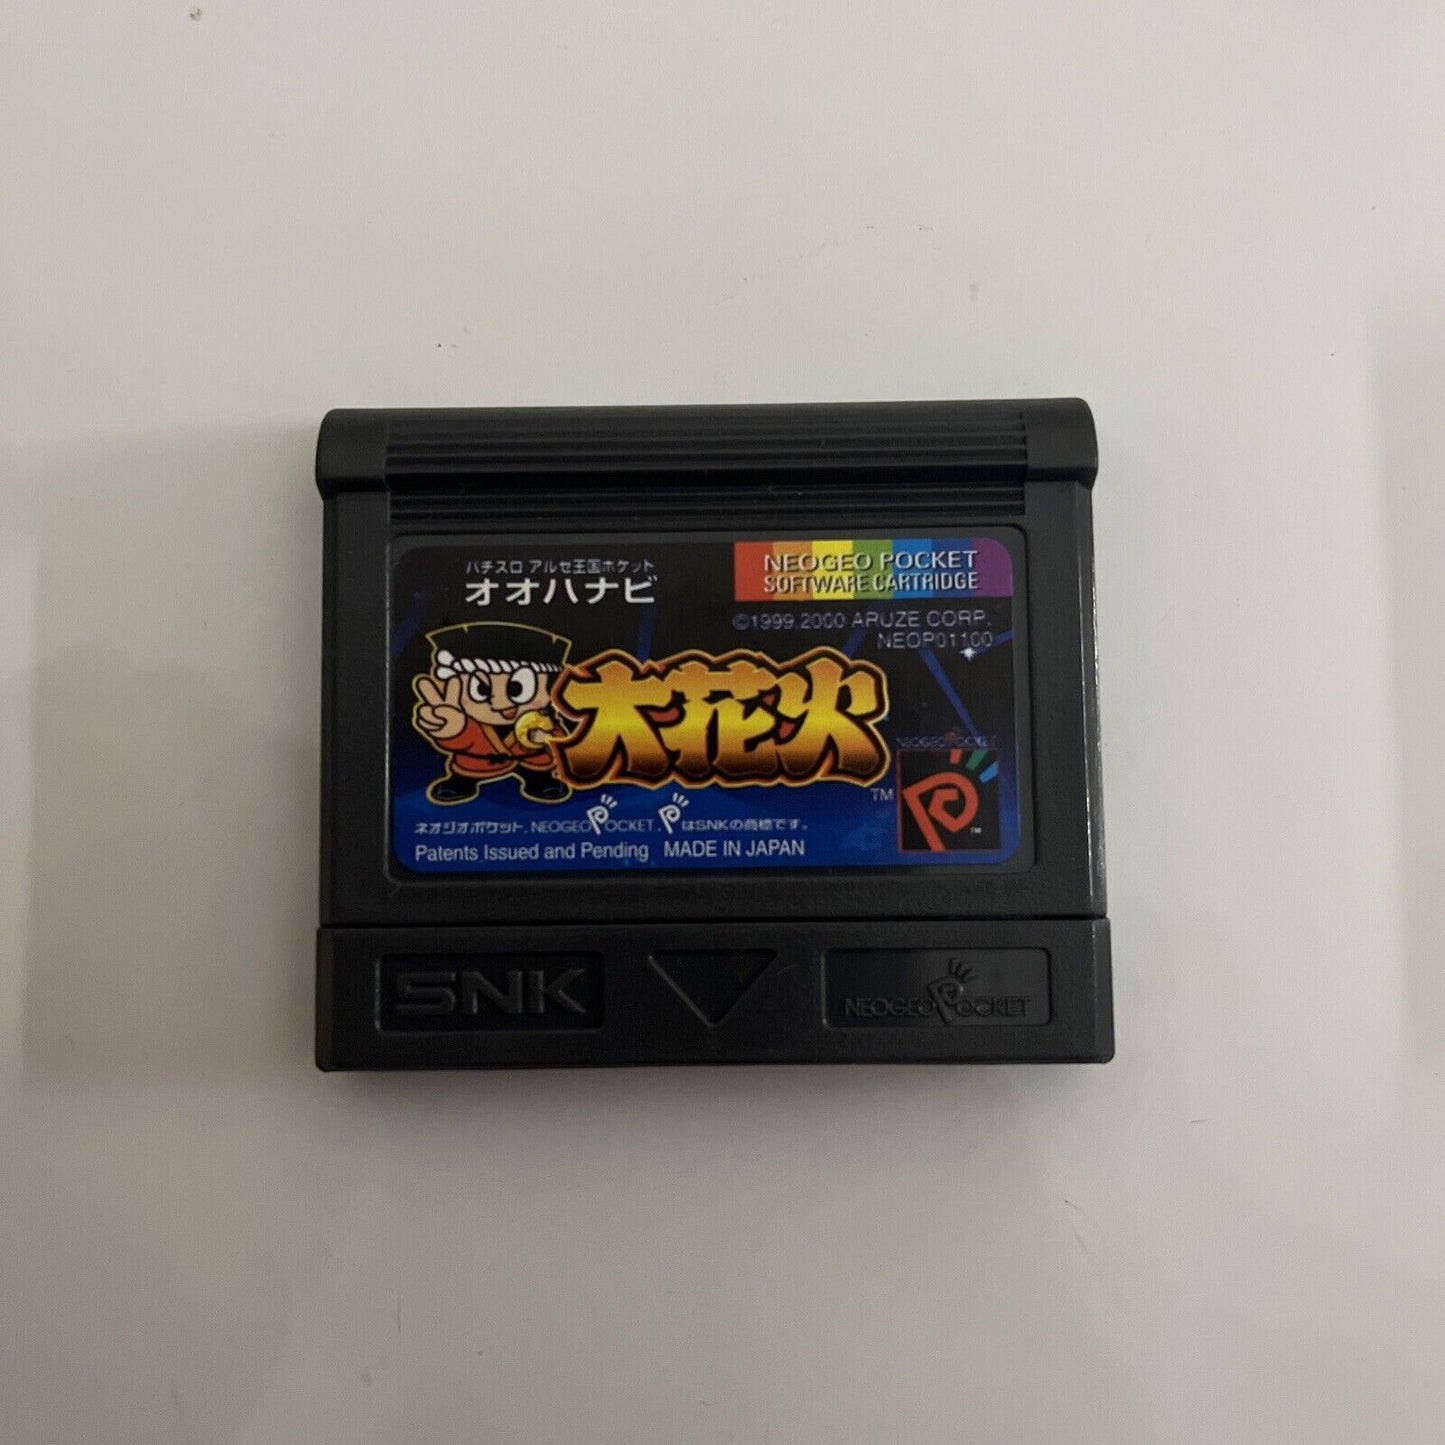 パチスロ アルゼ王国ポケット
オオハナビ
NEOGEO POCKET
SOFTWARE CARTRIDGE
©1999,2000 ARUZE CORP.
NEOP01100
大花火
TM
NEOGEO POCKET
TM
ネオジオポケット, NEOGEO POCKET, P はSNKの商標です。
Patents Issued and Pending MADE IN JAPAN
SNK
NEOGEO POCKET